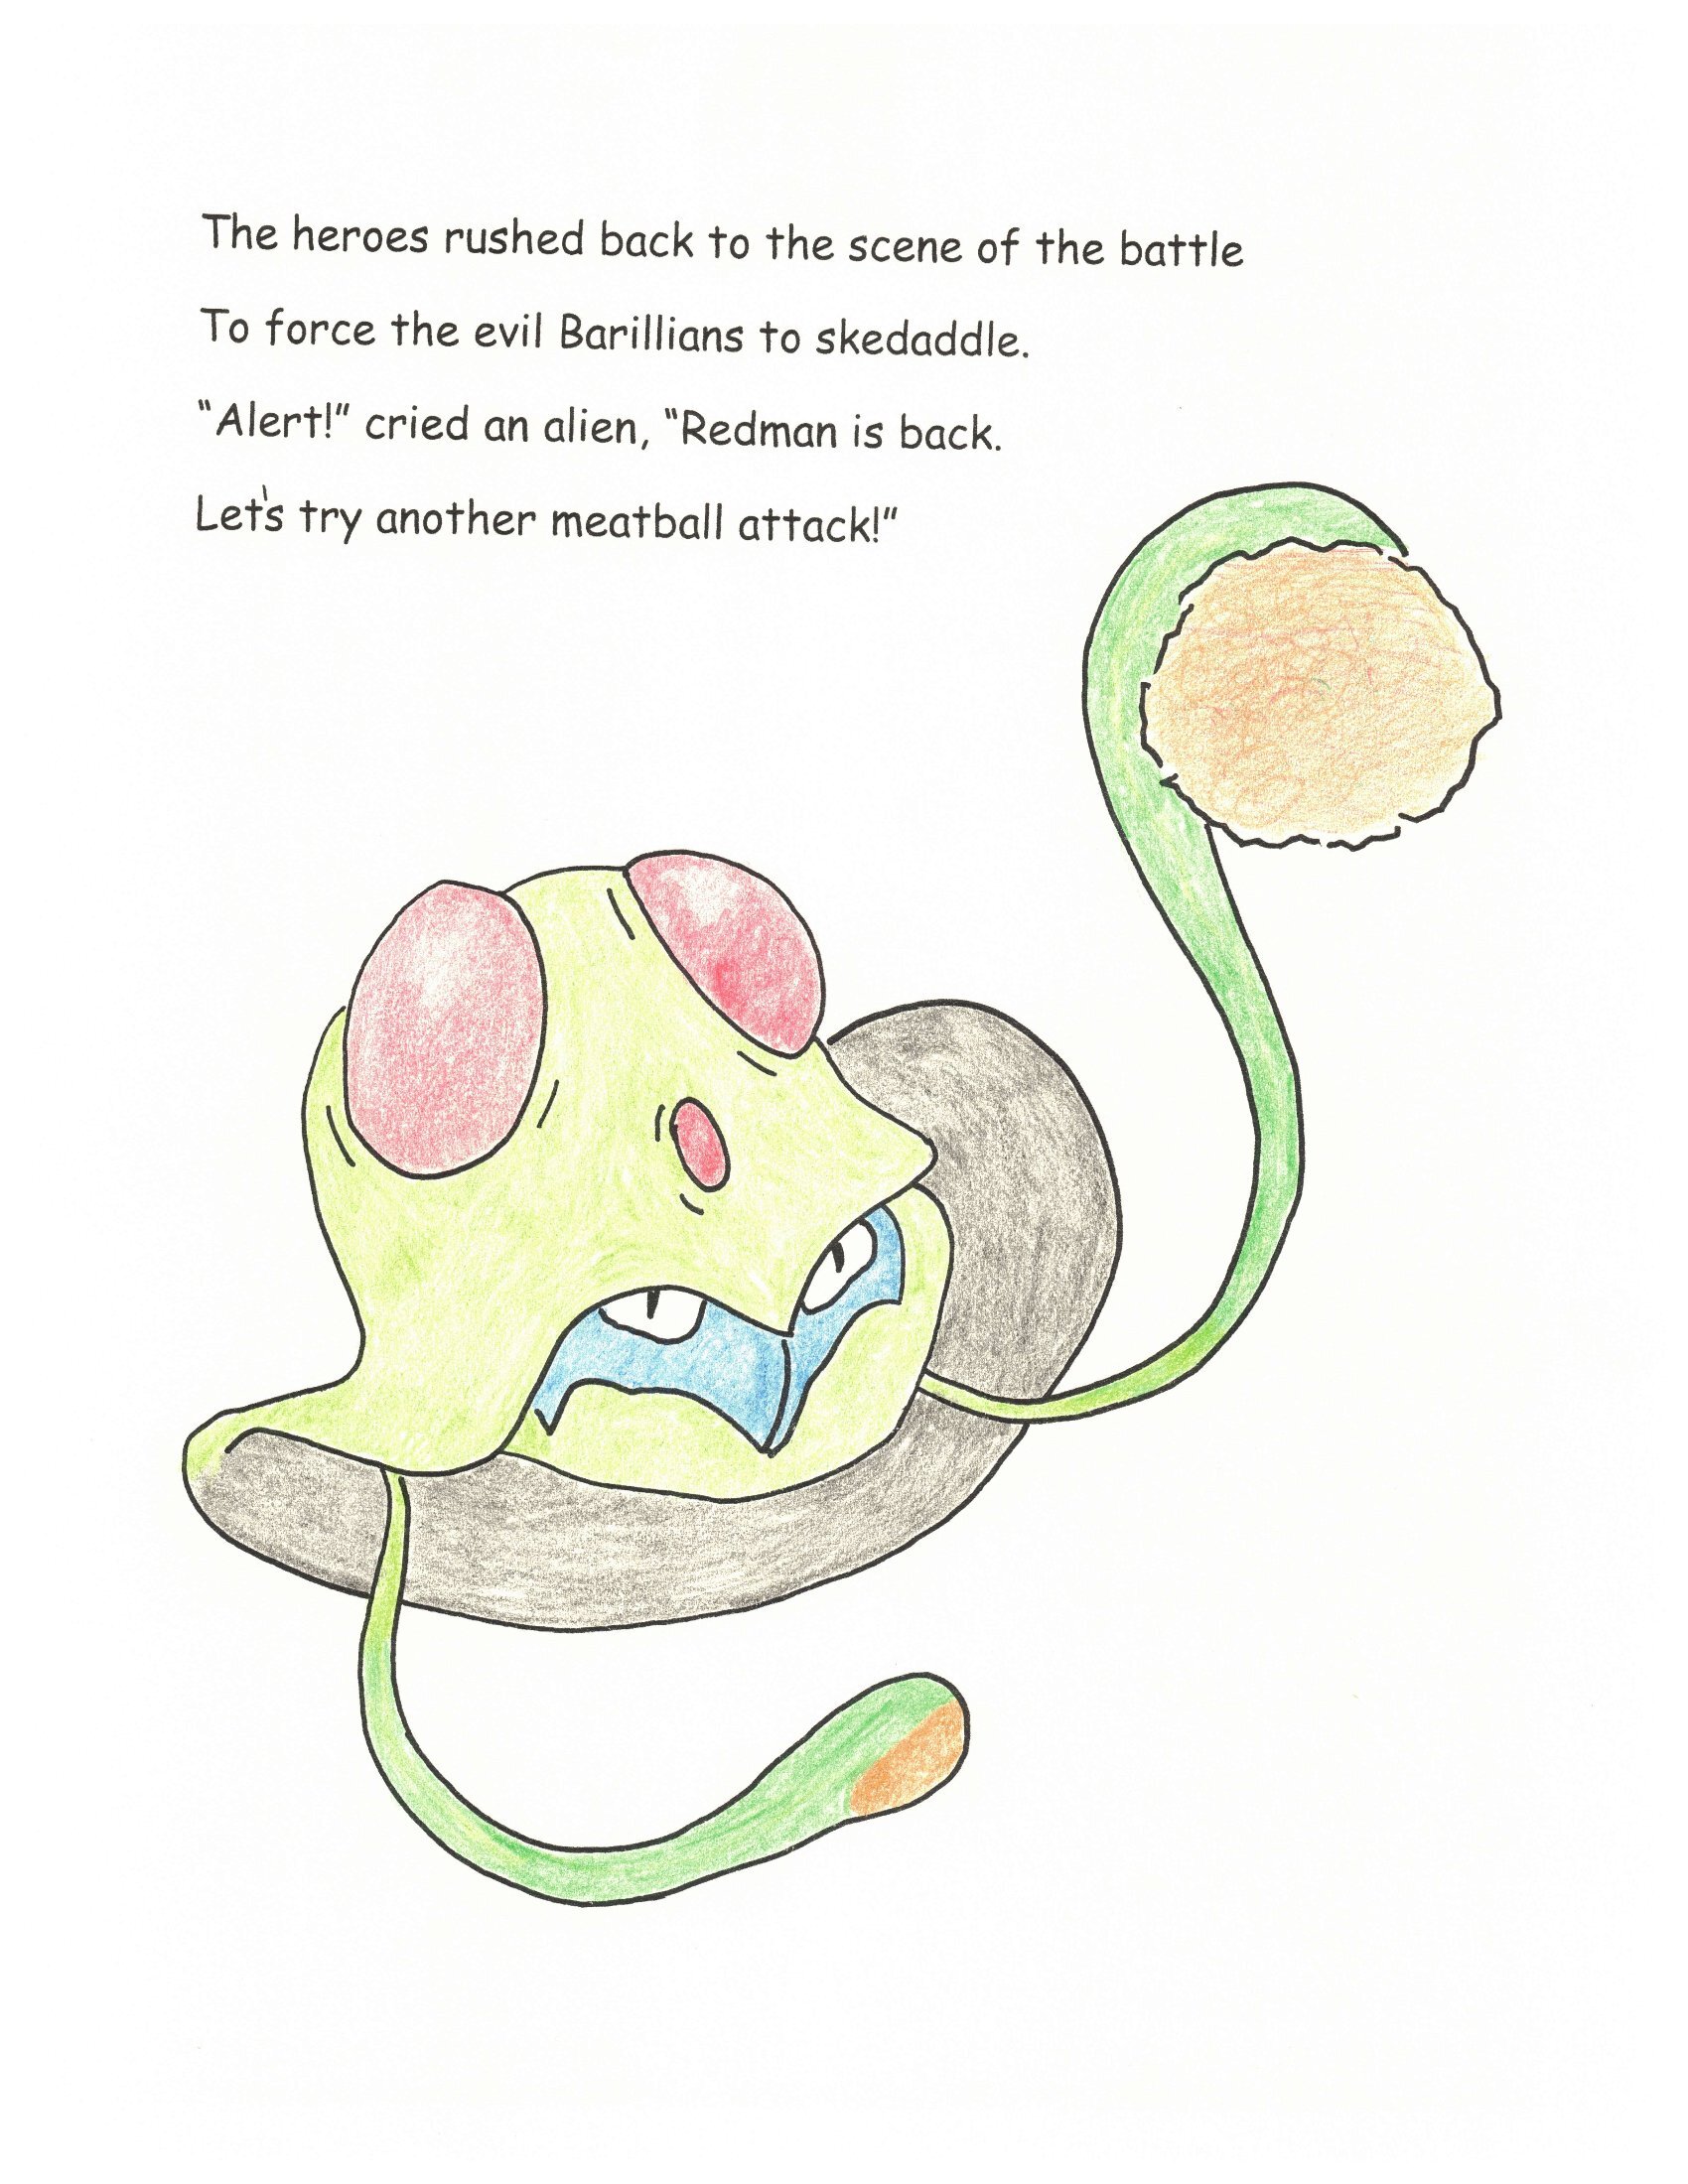 The heroes rushed back to the scene of the battle
To force the evil Barillians to skedaddle.
“Alert!” cried an alien, “Redman is back.
Let's try another meatball attack!”